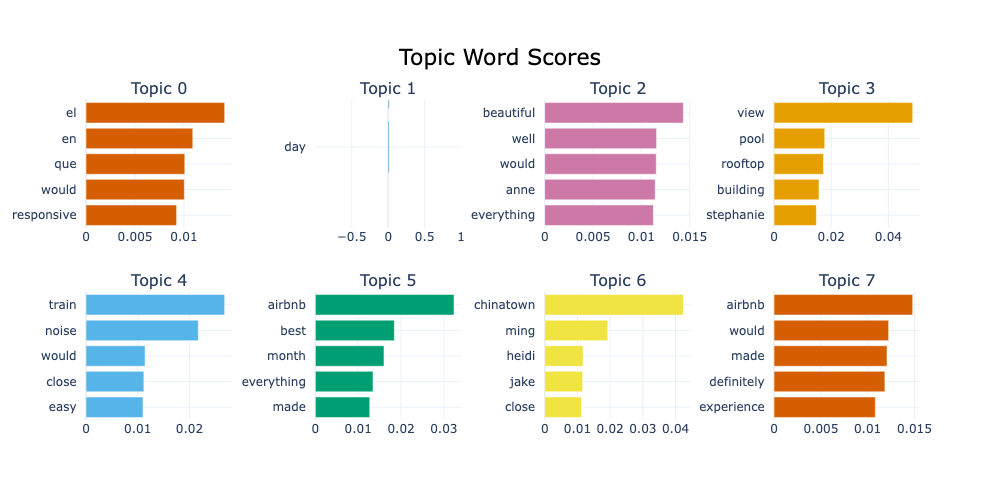 Topic Word Scores
Topic 0
el
en
que
would
responsive
0 0.005 0.01
Topic 1
day
−0.5 0 0.5 1
Topic 2
beautiful
well
would
anne
everything
0 0.005 0.01 0.015
Topic 3
view
pool
rooftop
building
stephanie
0 0.02 0.04
Topic 4
train
noise
would
close
easy
0 0.01 0.02
Topic 5
airbnb
best
month
everything
made
0 0.01 0.02 0.03
Topic 6
chinatown
ming
heidi
jake
close
0 0.01 0.02 0.03 0.04
Topic 7
airbnb
would
made
definitely
experience
0 0.005 0.01 0.015